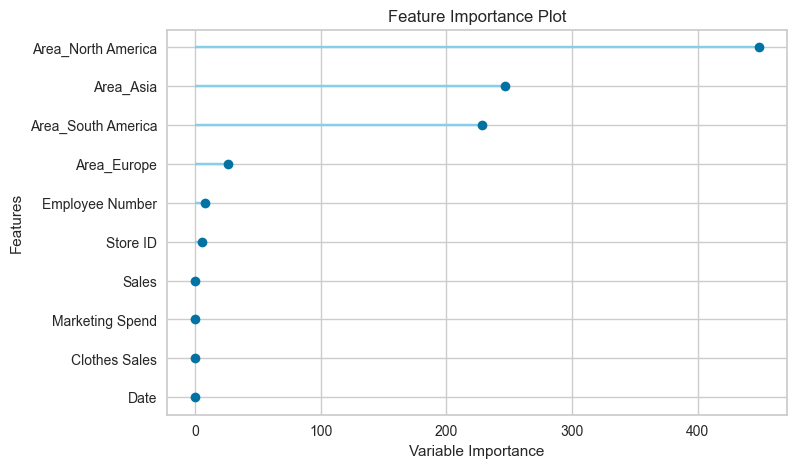 Feature Importance Plot
Features
Area_North America
Area_Asia
Area_South America
Area_Europe
Employee Number
Store ID
Sales
Marketing Spend
Clothes Sales
Date
0 100 200 300 400
Variable Importance